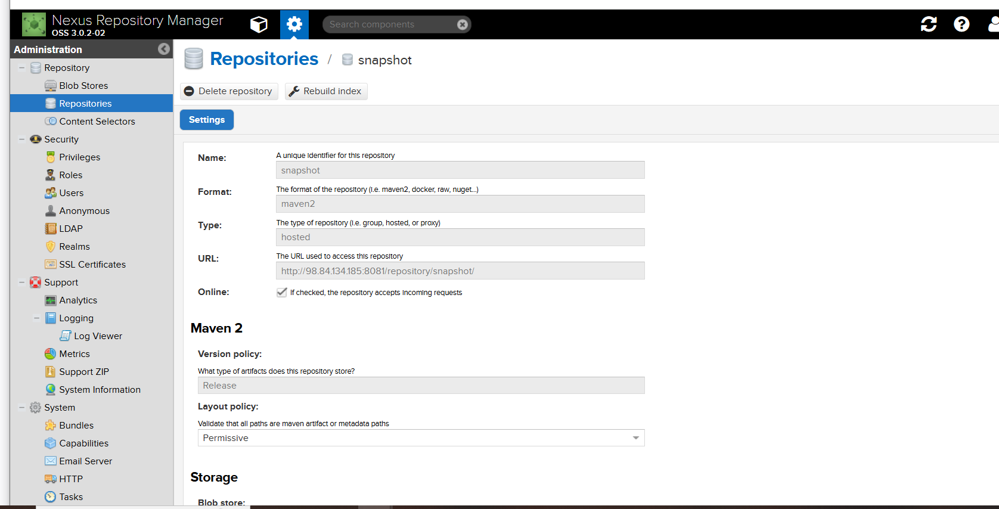 Nexus Repository Manager
OSS 3.0.2-02
Search components
Administration
Repository
Blob Stores
Repositories
Content Selectors
Security
Privileges
Roles
Users
Anonymous
LDAP
Realms
SSL Certificates
Support
Analytics
Logging
Log Viewer
Metrics
Support ZIP
System Information
System
Bundles
Capabilities
Email Server
HTTP
Tasks
Repositories / snapshot
Delete repository
Rebuild index
Settings
Name:
A unique identifier for this repository
snapshot
Format:
The format of the repository (i.e. maven2, docker, raw, nuget...)
maven2
Type:
The type of repository (i.e. group, hosted, or proxy)
hosted
URL:
The URL used to access this repository
http://98.84.134.185:8081/repository/snapshot/
Online:
If checked, the repository accepts incoming requests
Maven 2
Version policy:
What type of artifacts does this repository store?
Release
Layout policy:
Validate that all paths are maven artifact or metadata paths
Permissive
Storage
Blob store: